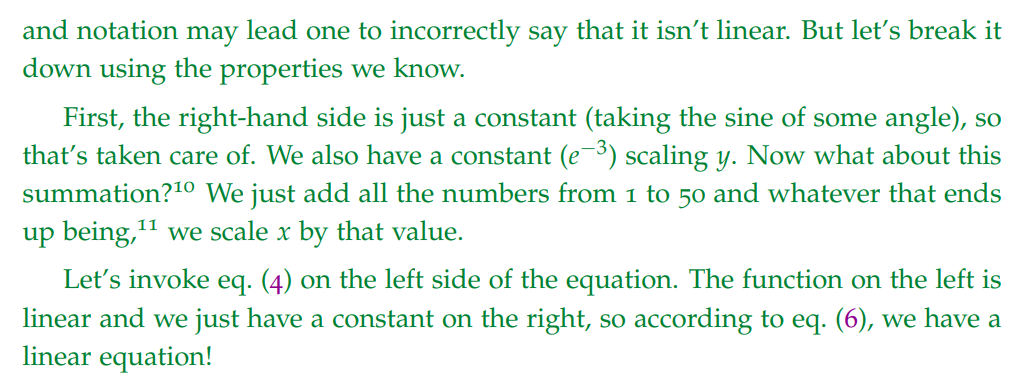 and notation may lead one to incorrectly say that it isn’t linear. But let’s break it
down using the properties we know.
First, the right-hand side is just a constant (taking the sine of some angle), so
that’s taken care of. We also have a constant (e⁻³) scaling y. Now what about this
summation?¹⁰ We just add all the numbers from 1 to 50 and whatever that ends
up being,¹¹ we scale x by that value.
Let’s invoke eq. (4) on the left side of the equation. The function on the left is
linear and we just have a constant on the right, so according to eq. (6), we have a
linear equation!